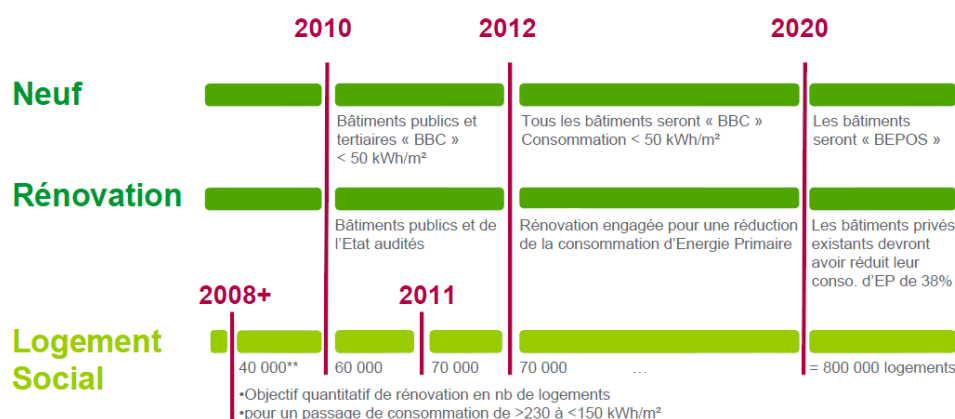 2010
2012
2020
Neuf
Bâtiments publics et
tertiaires « BBC »
< 50 kWh/m²
Tous les bâtiments seront « BBC »
Consommation < 50 kWh/m²
Les bâtiments
seront « BEPOS »
Rénovation
Bâtiments publics et de
l’Etat audités
Rénovation engagée pour une réduction
de la consommation d’Energie Primaire
Les bâtiments privés
existants devront
avoir réduit leur
conso. d’EP de 38%
2008+
2011
Logement
Social
40 000**
60 000
70 000
70 000
...
= 800 000 logements
•Objectif quantitatif de rénovation en nb de logements
•pour un passage de consommation de >230 à <150 kWh/m²